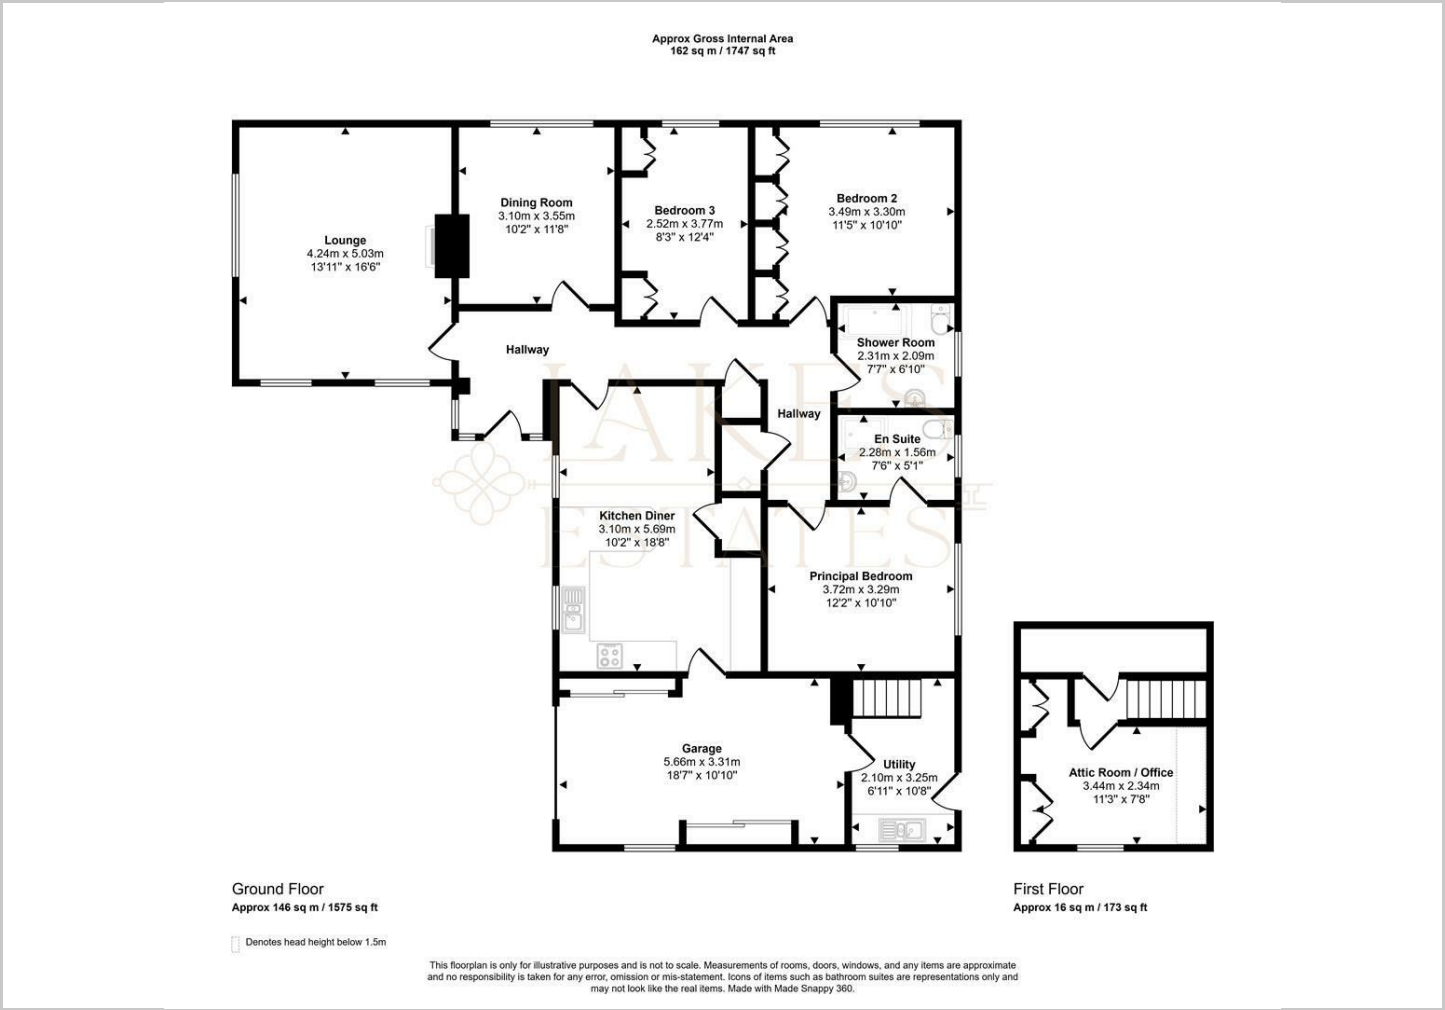 Approx Gross Internal Area
162 sq m / 1747 sq ft
Lounge
4.24m x 5.03m
13'11" x 16'6"
Dining Room
3.10m x 3.55m
10'2" x 11'8"
Bedroom 3
2.52m x 3.77m
8'3" x 12'4"
Bedroom 2
3.49m x 3.30m
11'5" x 10'10"
Hallway
Shower Room
2.31m x 2.09m
7'7" x 6'10"
Hallway
En Suite
2.28m x 1.56m
7'6" x 5'1"
LAKES
ESTATES
Kitchen Diner
3.10m x 5.69m
10'2" x 18'8"
Principal Bedroom
3.72m x 3.29m
12'2" x 10'10"
Garage
5.66m x 3.31m
18'7" x 10'10"
Utility
2.10m x 3.25m
6'11" x 10'8"
Attic Room / Office
3.44m x 2.34m
11'3" x 7'8"
Ground Floor
Approx 146 sq m / 1575 sq ft
First Floor
Approx 16 sq m / 173 sq ft
Denotes head height below 1.5m
This floorplan is only for illustrative purposes and is not to scale. Measurements of rooms, doors, windows, and any items are approximate
and no responsibility is taken for any error, omission or mis-statement. Icons of items such as bathroom suites are representations only and
may not look like the real items. Made with Made Snappy 360.